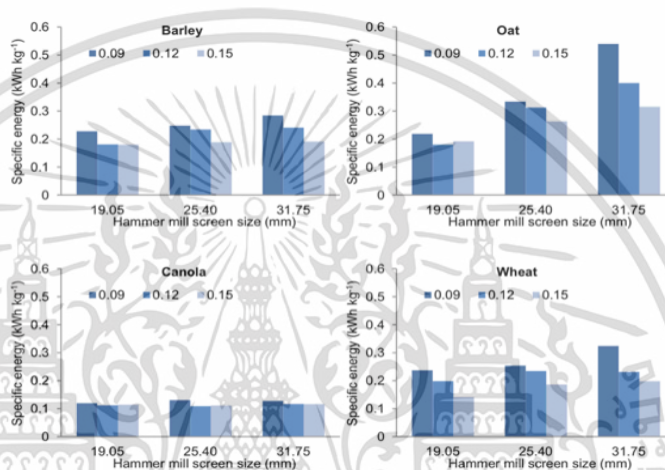 Barley
0.09 0.12 0.15
Specific energy (kWh kg⁻¹)
0.6
0.5
0.4
0.3
0.2
0.1
0
19.05 25.40 31.75
Hammer mill screen size (mm)
Oat
0.09 0.12 0.15
Specific energy (kWh kg⁻¹)
0.6
0.5
0.4
0.3
0.2
0.1
0
19.05 25.40 31.75
Hammer mill screen size (mm)
Canola
0.09 0.12 0.15
Specific energy (kWh kg⁻¹)
0.6
0.5
0.4
0.3
0.2
0.1
0
19.05 25.40 31.75
Hammer mill screen size (mm)
Wheat
0.09 0.12 0.15
Specific energy (kWh kg⁻¹)
0.6
0.5
0.4
0.3
0.2
0.1
0
19.05 25.40 31.75
Hammer mill screen size (mm)